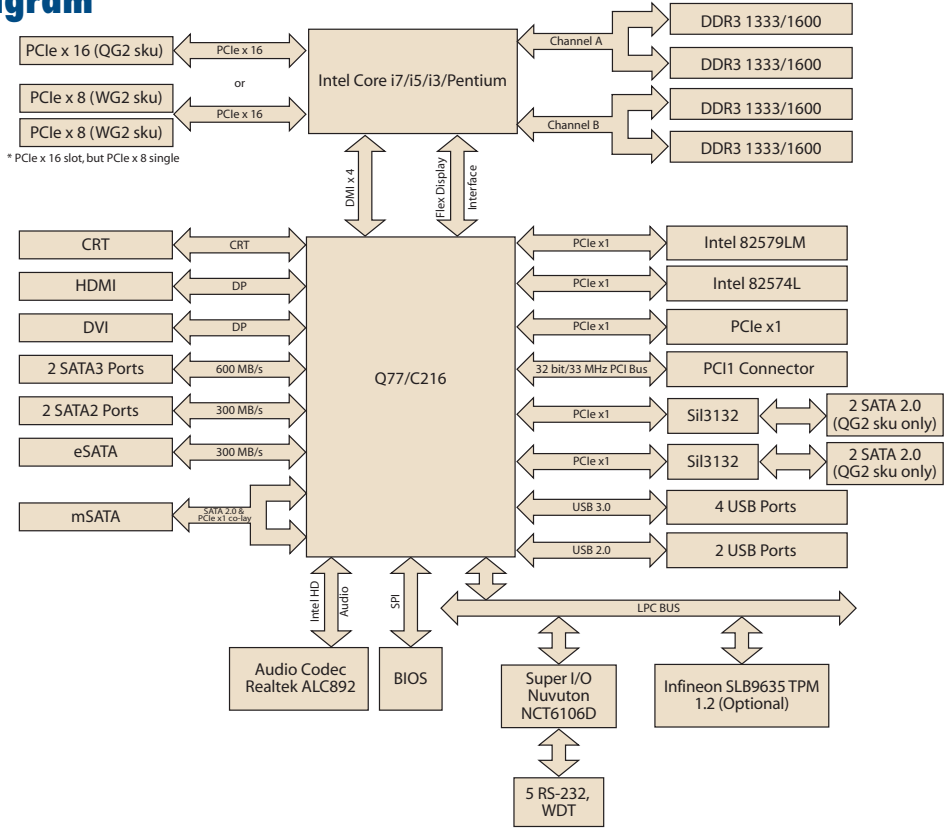 agram
PCIe x 16 (QG2 sku)
PCIe x 16
or
PCIe x 8 (WG2 sku)
PCIe x 16
PCIe x 8 (WG2 sku)
* PCIe x 16 slot, but PCIe x 8 single
Intel Core i7/i5/i3/Pentium
Channel A
DDR3 1333/1600
DDR3 1333/1600
Channel B
DDR3 1333/1600
DDR3 1333/1600
DMI x 4
Flex Display
Interface
CRT
CRT
HDMI
DP
DVI
DP
2 SATA3 Ports
600 MB/s
2 SATA2 Ports
300 MB/s
eSATA
300 MB/s
mSATA
SATA 2.0 &
PCIe x1 co-lay
Q77/C216
PCIe x1
Intel 82579LM
PCIe x1
Intel 82574L
PCIe x1
PCIe x1
32 bit/33 MHz PCI Bus
PCI1 Connector
PCIe x1
Sil3132
2 SATA 2.0
(QG2 sku only)
PCIe x1
Sil3132
2 SATA 2.0
(QG2 sku only)
USB 3.0
4 USB Ports
USB 2.0
2 USB Ports
Intel HD
Audio
SPI
LPC BUS
Audio Codec
Realtek ALC892
BIOS
Super I/O
Nuvuton
NCT6106D
Infineon SLB9635 TPM
1.2 (Optional)
5 RS-232,
WDT